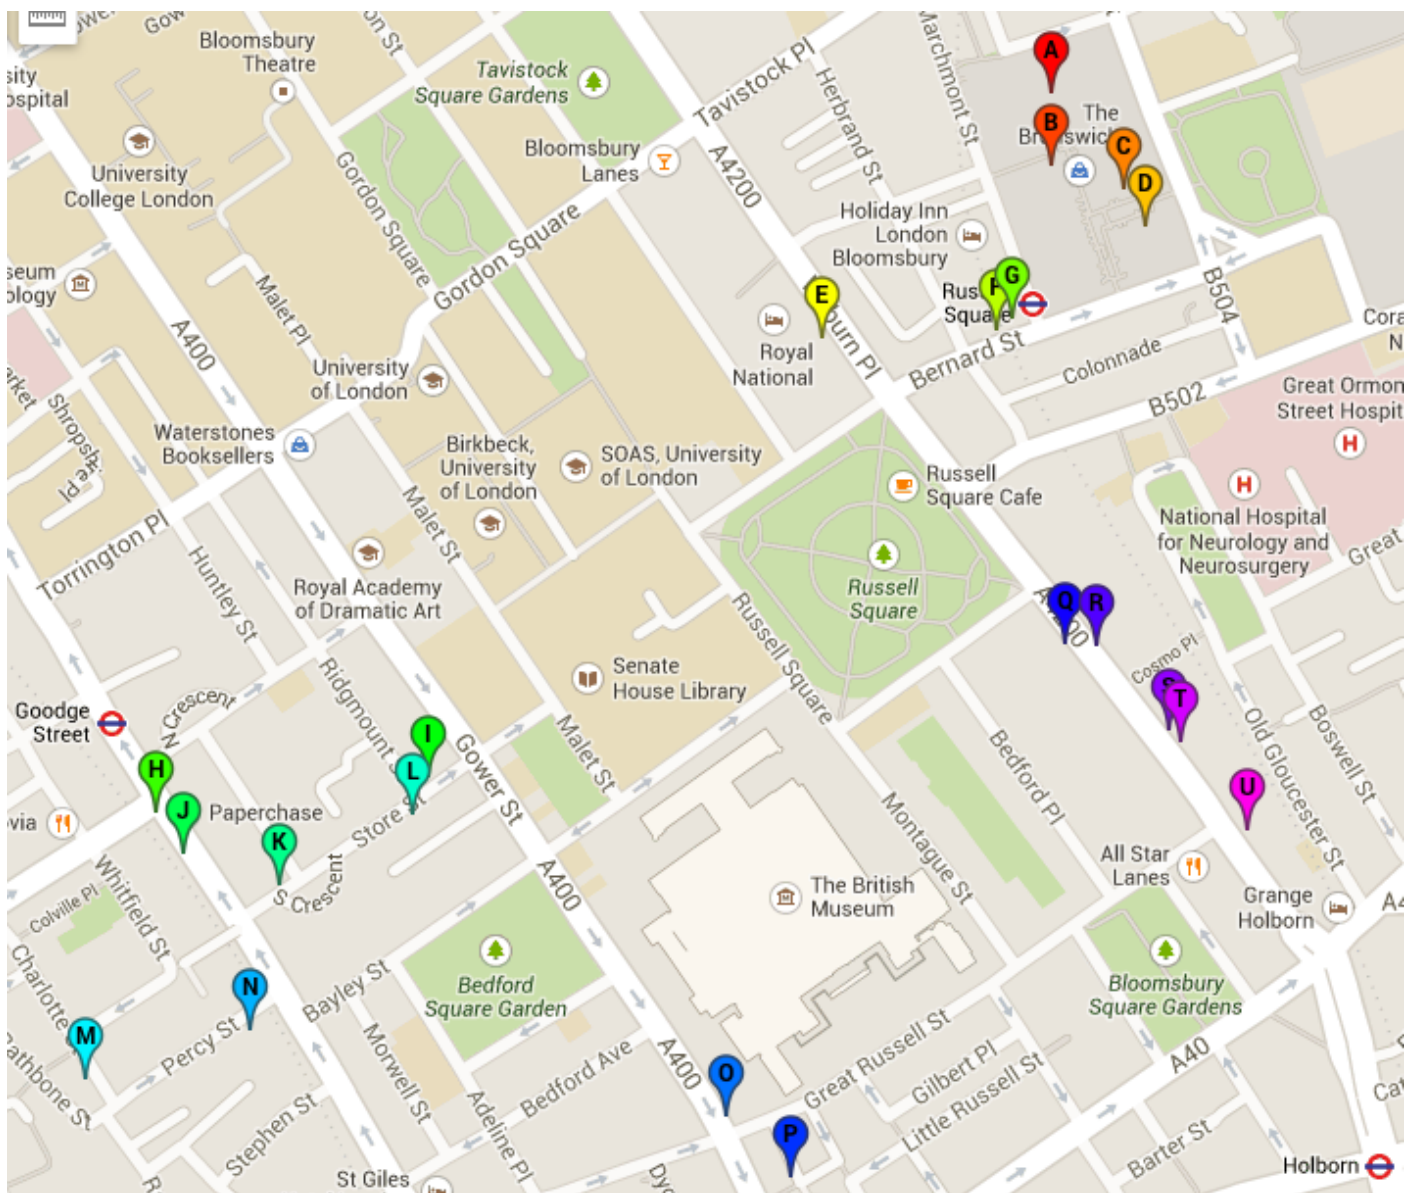 Bloomsbury
Theatre
Tavistock
Square Gardens
Tavistock Pl
Marchmont St
Herbrand St
A
B
The
C
D
University
College London
Bloomsbury
Lanes
A4200
Gordon Square
Gordon Square
Holiday Inn
London
Bloomsbury
Malet Pl
A400
E
G
Square
B504
Royal
National
Bernard St
Colonnade
B502
University
of London
Great Ormon
Street Hospit
Waterstones
Booksellers
Birkbeck,
University
of London
SOAS, University
of London
Russell
Square Cafe
Torrington Pl
Malet St
Huntley St
Royal Academy
of Dramatic Art
National Hospital
for Neurology and
Neurosurgery
Great
Russell
Square
Russell Square
Q
R
Cosmo Pl
Senate
House Library
Goodge
Street
N Crescent
Ridgmount
Malet St
T
Old Gloucester St
Boswell St
Bedford Pl
H
I
J
L
K
Paperchase
Store St
Gower St
S Crescent
U
Montague St
All Star
Lanes
Grange
Holborn
Colville Pl
Whitfield St
A400
The British
Museum
Charlotte
Bayley St
Bedford
Square Garden
Bloomsbury
Square Gardens
N
M
Percy St
Rathbone St
Morwell St
A400
Bedford Ave
O
P
Great Russell St
Gilbert Pl
Little Russell St
A40
Stephen St
Adeline Pl
St Giles
Barter St
Holborn